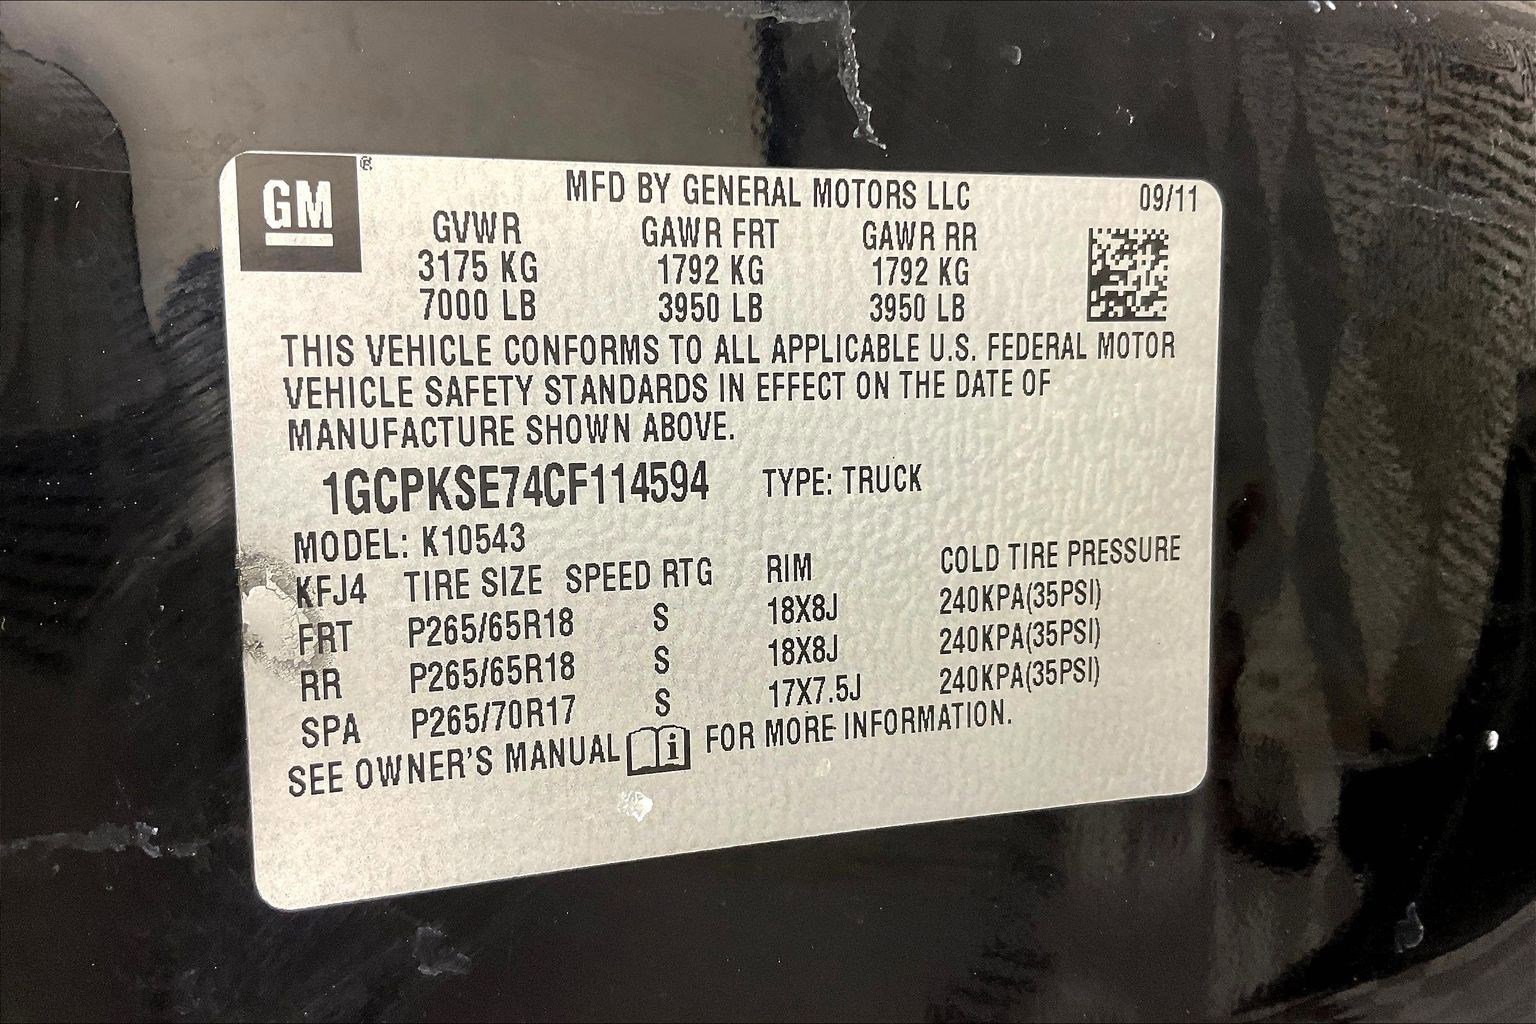 GM
MFD BY GENERAL MOTORS LLC 09/11
GVWR GAWR FRT GAWR RR
3175 KG 1792 KG 1792 KG
7000 LB 3950 LB 3950 LB
THIS VEHICLE CONFORMS TO ALL APPLICABLE U.S. FEDERAL MOTOR
VEHICLE SAFETY STANDARDS IN EFFECT ON THE DATE OF
MANUFACTURE SHOWN ABOVE.
1GCPKSE74CF114594 TYPE: TRUCK
MODEL: K10543
KFJ4 TIRE SIZE SPEED RTG RIM COLD TIRE PRESSURE
FRT P265/65R18 S 18X8J 240KPA(35PSI)
RR P265/65R18 S 18X8J 240KPA(35PSI)
SPA P265/70R17 S 17X7.5J 240KPA(35PSI)
SEE OWNER'S MANUAL i FOR MORE INFORMATION.